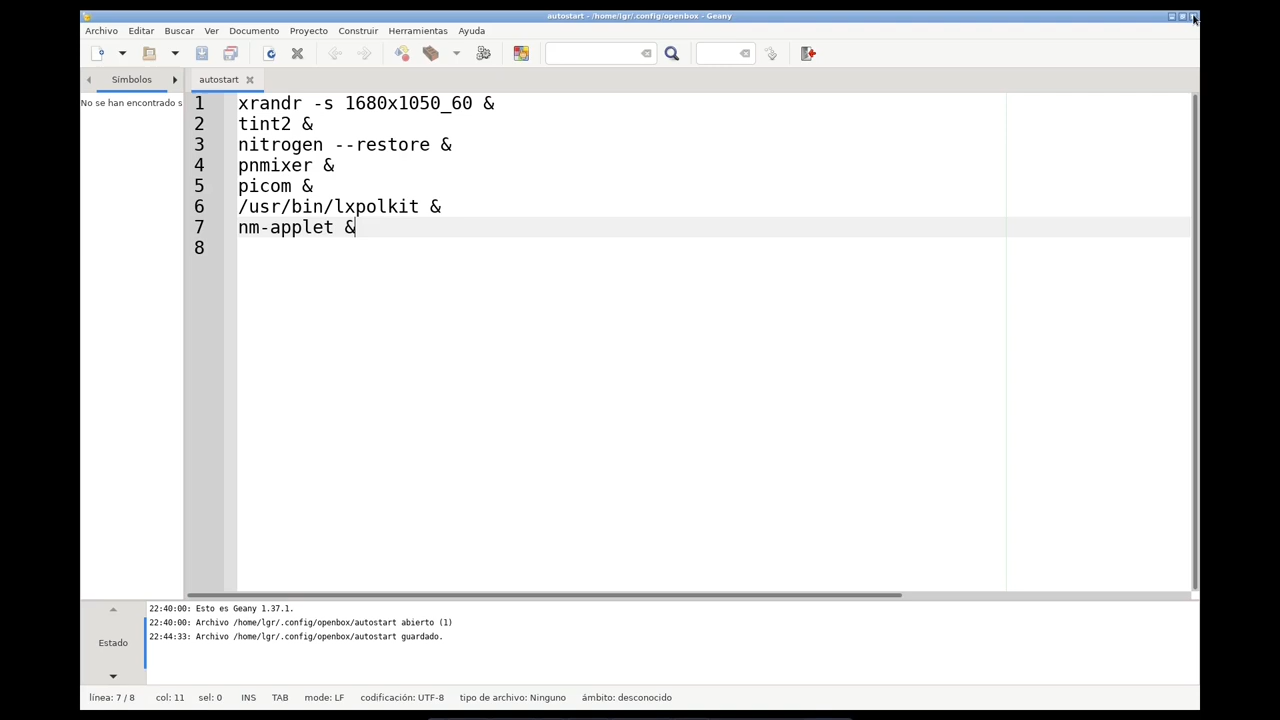 autostart - /home/lgr/.config/openbox - Geany
Archivo Editar Buscar Ver Documento Proyecto Construir Herramientas Ayuda
Símbolos autostart
No se han encontrado s
1 xrandr -s 1680x1050_60 &
2 tint2 &
3 nitrogen --restore &
4 pnmixer &
5 picom &
6 /usr/bin/lxpolkit &
7 nm-applet &
8
22:40:00: Esto es Geany 1.37.1.
22:40:00: Archivo /home/lgr/.config/openbox/autostart abierto (1)
Estado
22:44:33: Archivo /home/lgr/.config/openbox/autostart guardado.
línea: 7 / 8 col: 11 sel: 0 INS TAB mode: LF codificación: UTF-8 tipo de archivo: Ninguno ámbito: desconocido